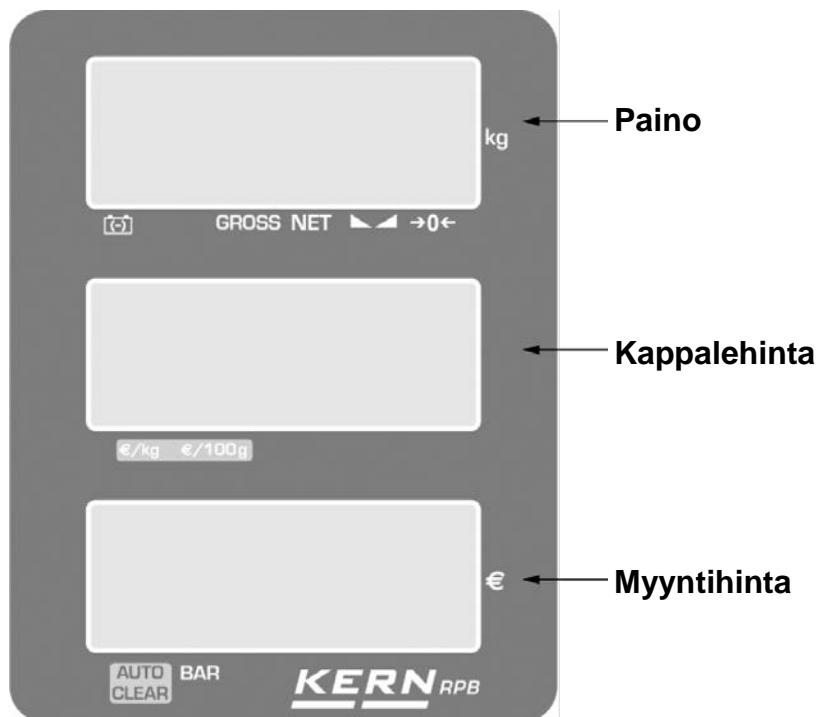 kg
Paino
GROSS NET →0←
Kappalehinta
€/kg €/100g
€
Myyntihinta
AUTO CLEAR
BAR
KERN RPB